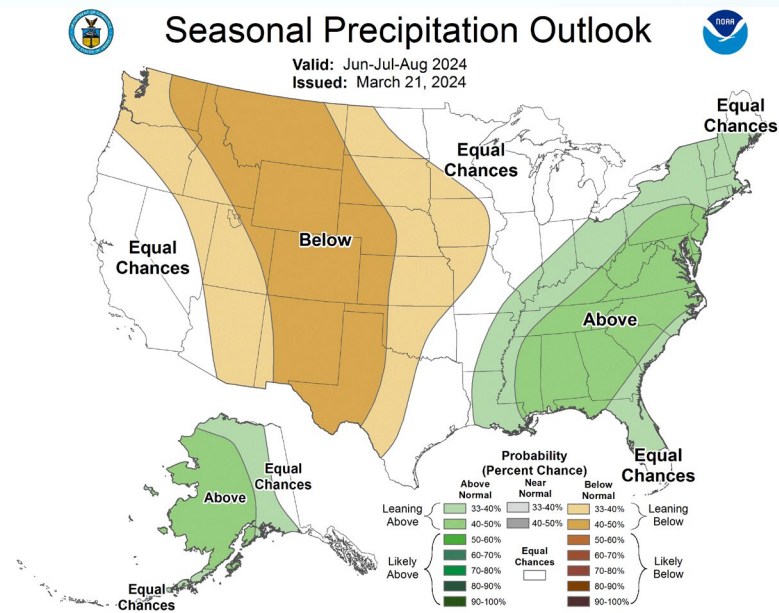 Seasonal Precipitation Outlook
NOAA
Valid: Jun-Jul-Aug 2024
Issued: March 21, 2024
Equal
Chances
Equal
Chances
Below
Equal
Chances
Above
Equal
Chances
Above
Equal
Chances
Equal
Chances
Probability
(Percent Chance)
Above
Normal
Near
Normal
Below
Normal
Leaning
Above
33-40%
33-40%
33-40%
Leaning
Below
40-50%
40-50%
40-50%
50-60%
50-60%
Likely
Above
60-70%
Equal
Chances
60-70%
Likely
Below
70-80%
70-80%
80-90%
80-90%
90-100%
90-100%